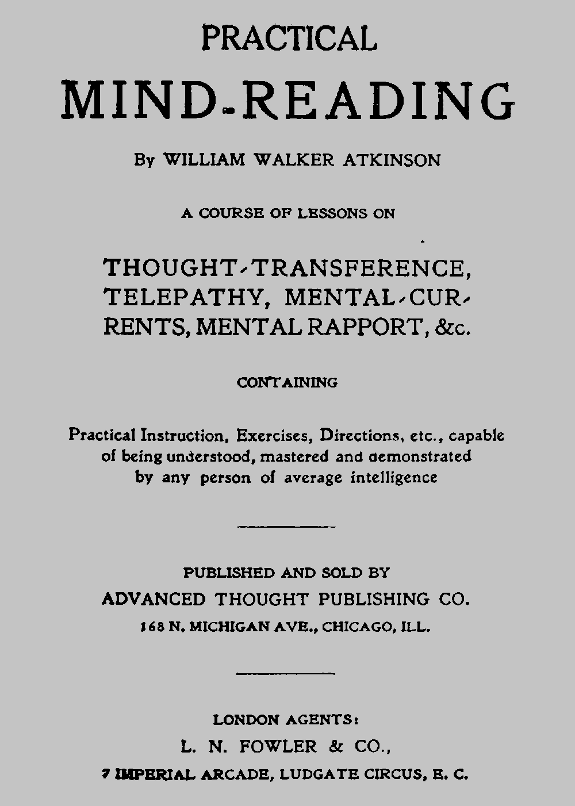 PRACTICAL
MIND-READING
By WILLIAM WALKER ATKINSON
A COURSE OF LESSONS ON
THOUGHT-TRANSFERENCE,
TELEPATHY, MENTAL-CUR-
RENTS, MENTAL RAPPORT, &c.
CONTAINING
Practical Instruction, Exercises, Directions, etc., capable
of being understood, mastered and demonstrated
by any person of average intelligence
PUBLISHED AND SOLD BY
ADVANCED THOUGHT PUBLISHING CO.
168 N. MICHIGAN AVE., CHICAGO, ILL.
LONDON AGENTS:
L. N. FOWLER & CO.,
7 IMPERIAL ARCADE, LUDGATE CIRCUS, E. C.